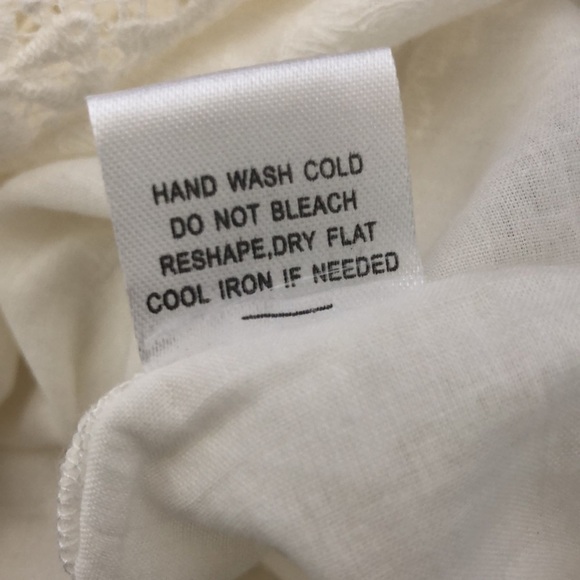 HAND WASH COLD
DO NOT BLEACH
RESHAPE,DRY FLAT
COOL IRON IF NEEDED